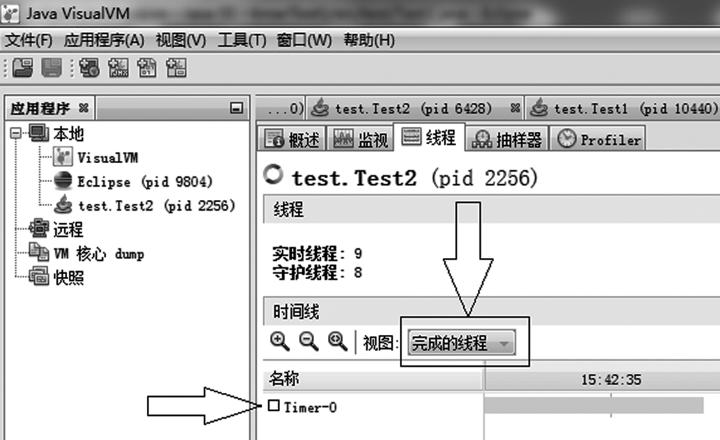 Java VisualVM
文件(F) 应用程序(A) 视图(V) 工具(T) 窗口(W) 帮助(H)
应用程序
...0) test.Test2 (pid 6428) test.Test1 (pid 10440)
本地
VisualVM
Eclipse (pid 9804)
test.Test2 (pid 2256)
远程
VM 核心 dump
快照
概述 监视 线程 抽样器 Profiler
test.Test2 (pid 2256)
线程
实时线程: 9
守护线程: 8
时间线
视图: 完成的线程
名称 15:42:35
Timer-0